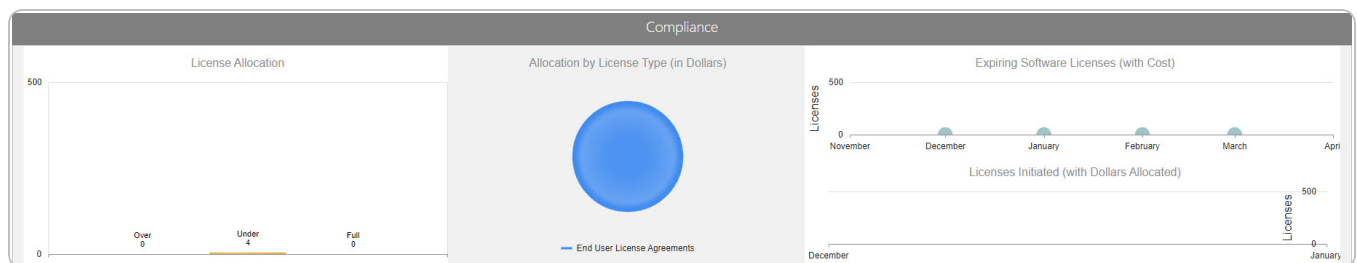 Compliance
License Allocation
500
Over
0
Under
4
Full
0
0
Allocation by License Type (in Dollars)
End User License Agreements
Expiring Software Licenses (with Cost)
Licenses
500
0
November December January February March April
Licenses Initiated (with Dollars Allocated)
Licenses
500
0
December January